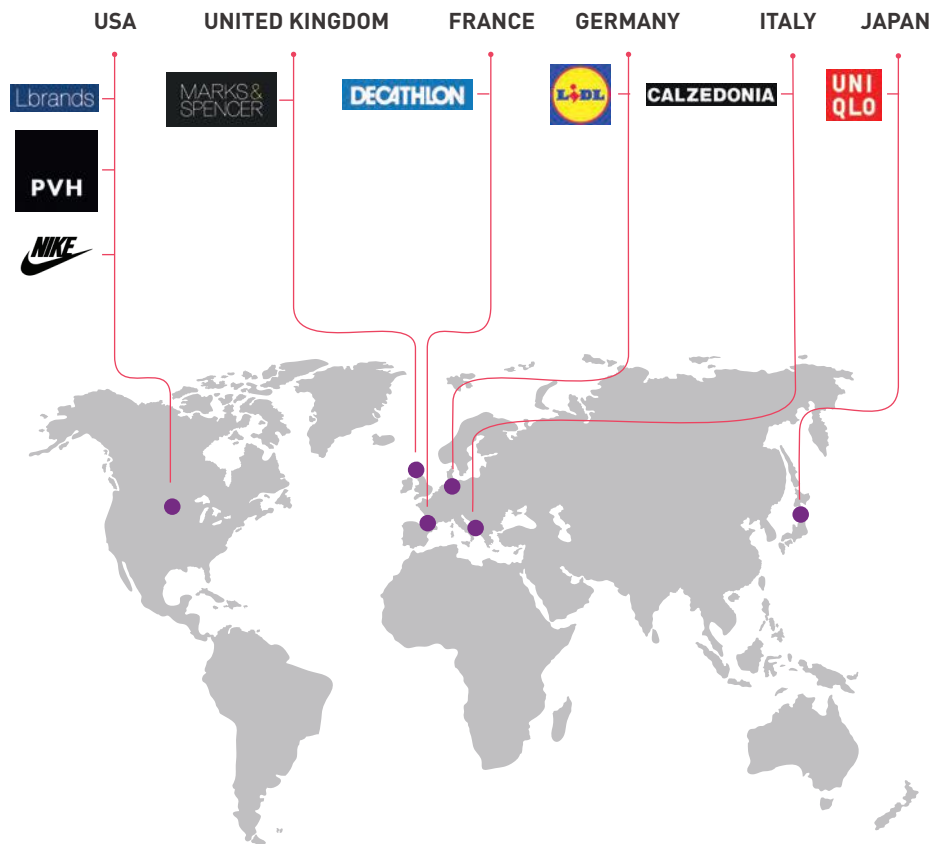 USA
UNITED KINGDOM
FRANCE
GERMANY
ITALY
JAPAN
Lbrands
PVH
NIKE
MARKS&
SPENCER
DECATHLON
LIDL
CALZEDONIA
UNI
QLO